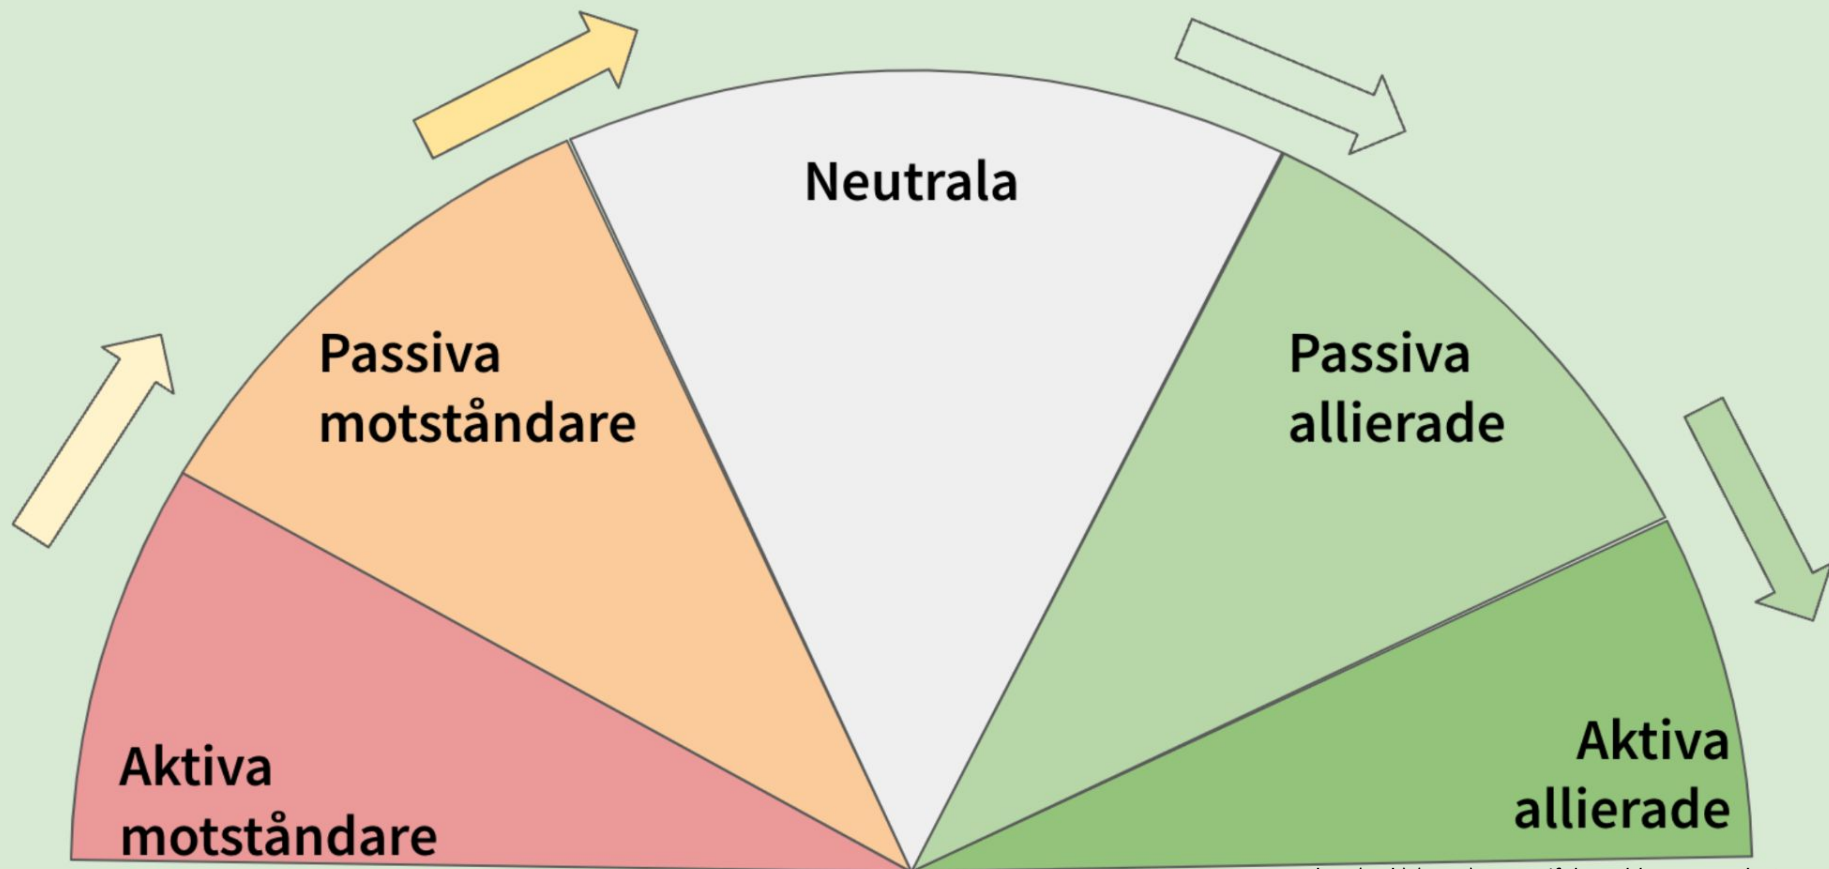 Neutrala
Passiva
motståndare
Passiva
allierade
Aktiva
motståndare
Aktiva
allierade